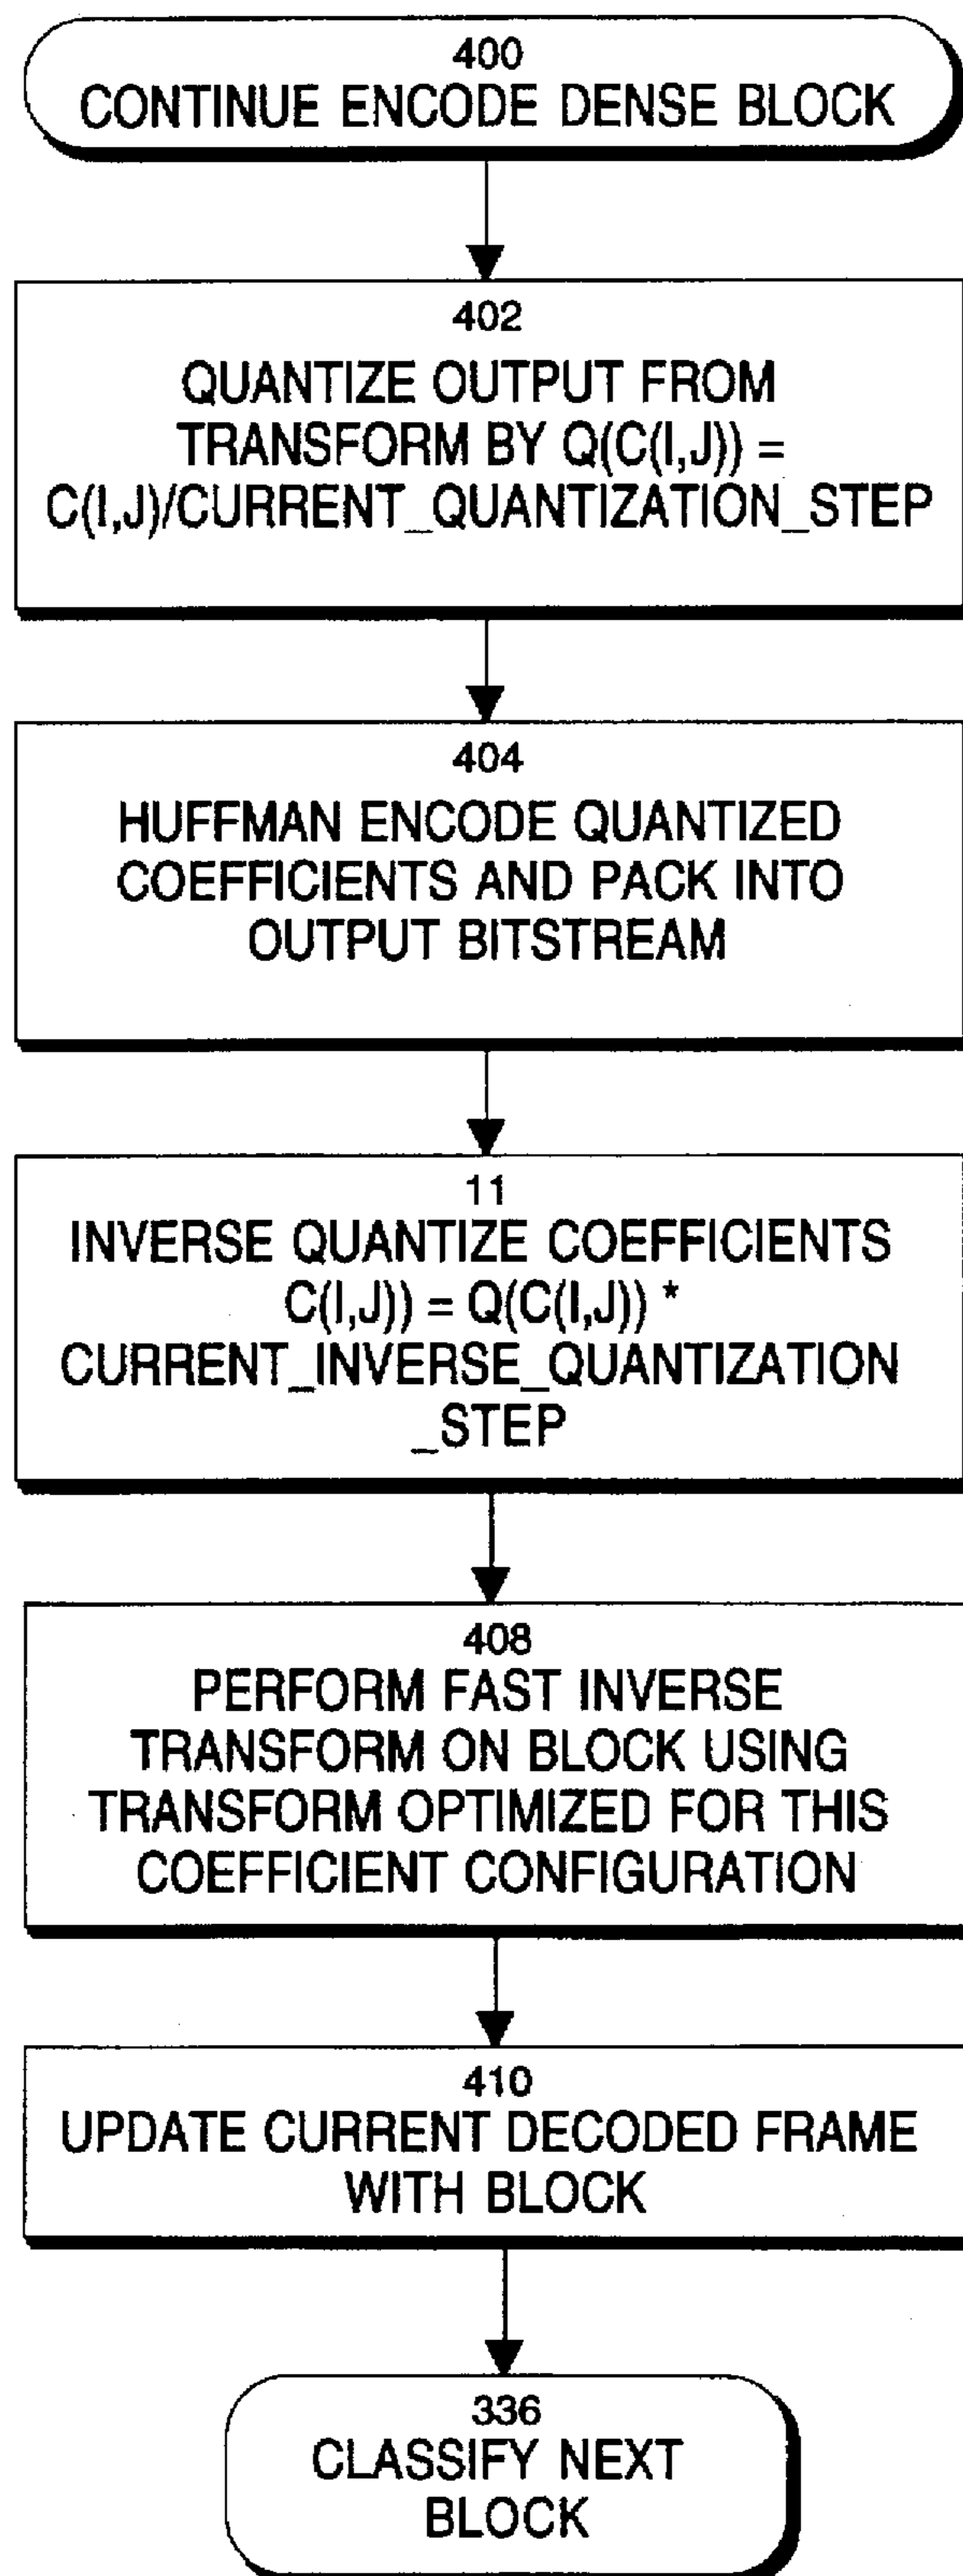 400
CONTINUE ENCODE DENSE BLOCK
402
QUANTIZE OUTPUT FROM
TRANSFORM BY Q(C(I,J)) =
C(I,J)/CURRENT_QUANTIZATION_STEP
404
HUFFMAN ENCODE QUANTIZED
COEFFICIENTS AND PACK INTO
OUTPUT BITSTREAM
11
INVERSE QUANTIZE COEFFICIENTS
C(I,J)) = Q(C(I,J)) *
CURRENT_INVERSE_QUANTIZATION
_STEP
408
PERFORM FAST INVERSE
TRANSFORM ON BLOCK USING
TRANSFORM OPTIMIZED FOR THIS
COEFFICIENT CONFIGURATION
410
UPDATE CURRENT DECODED FRAME
WITH BLOCK
336
CLASSIFY NEXT
BLOCK